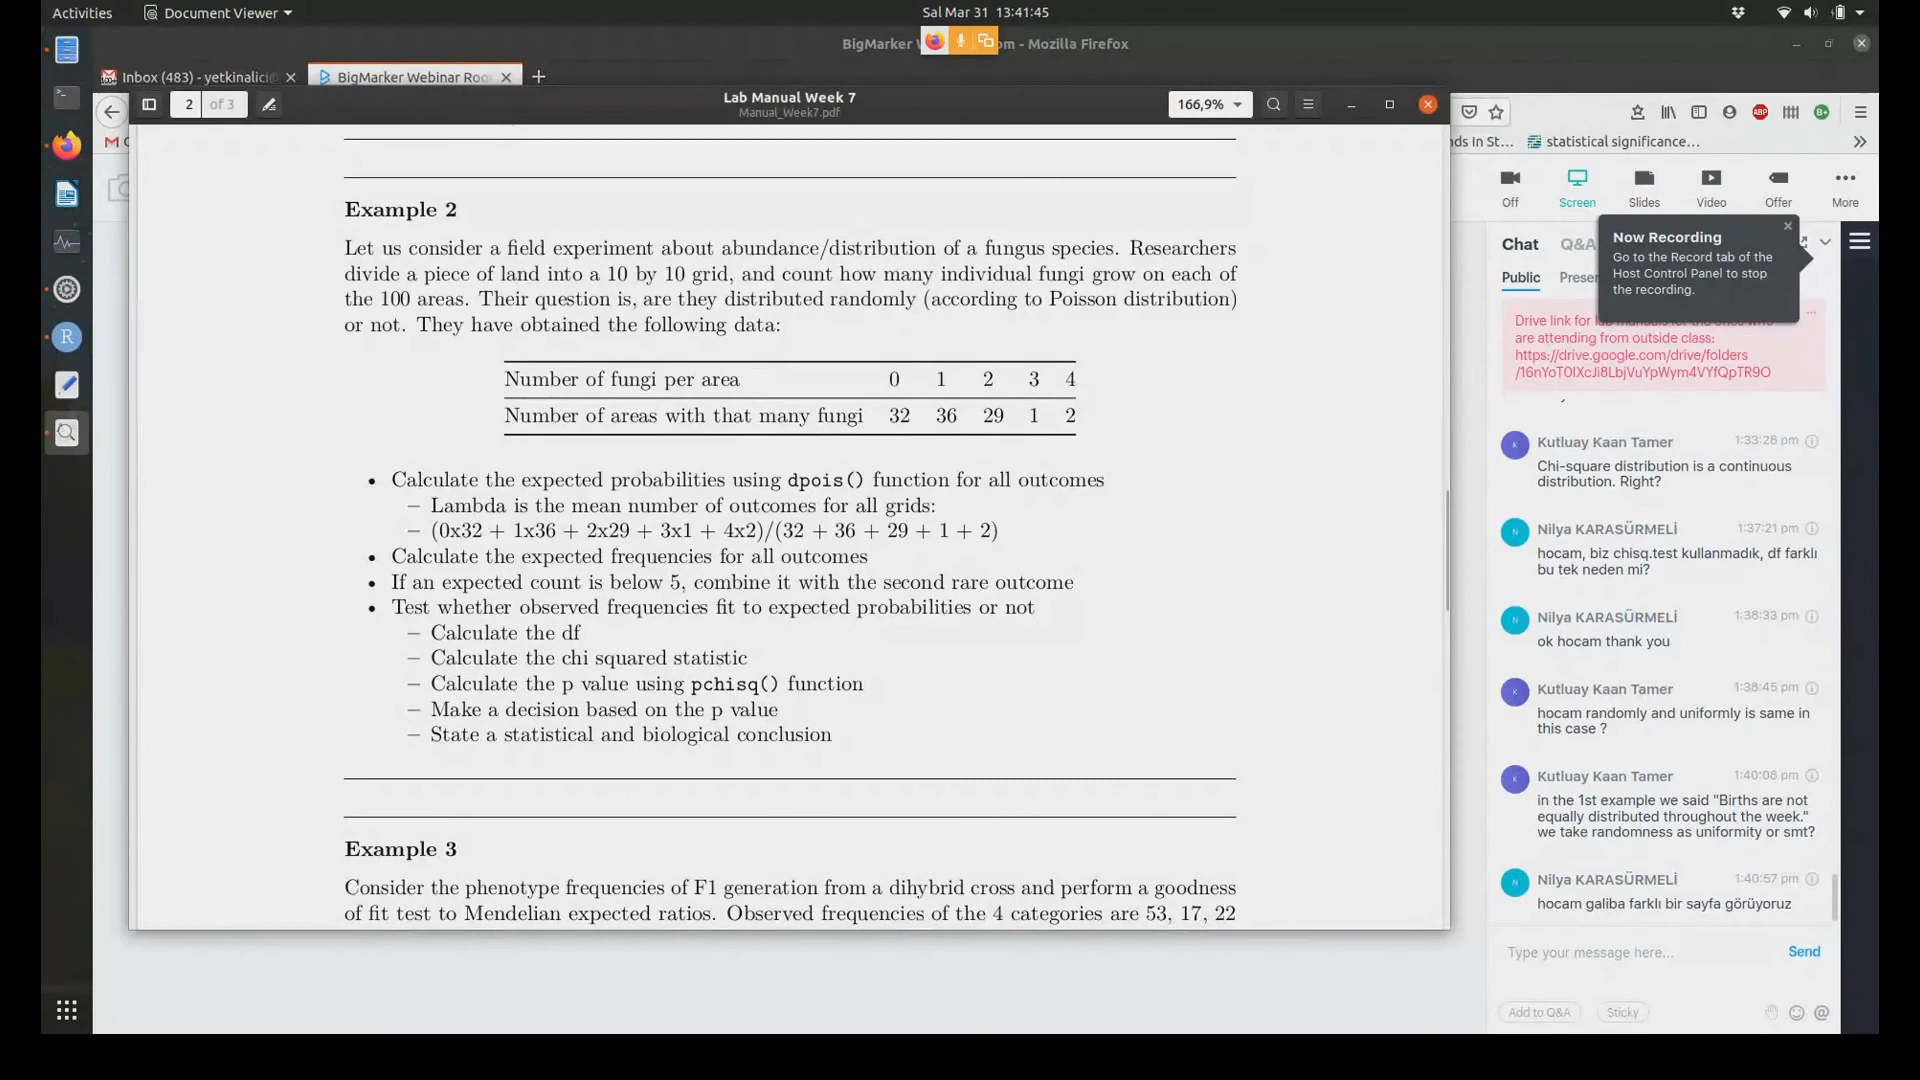 Activities
Document Viewer
Sal Mar 31 13:41:45
BigMarker W
om - Mozilla Firefox
Inbox (483) - yetkinalici@
BigMarker Webinar Roo
2 of 3
Lab Manual Week 7
Manual_Week7.pdf
166,9%
Example 2
Let us consider a field experiment about abundance/distribution of a fungus species. Researchers
divide a piece of land into a 10 by 10 grid, and count how many individual fungi grow on each of
the 100 areas. Their question is, are they distributed randomly (according to Poisson distribution)
or not. They have obtained the following data:
Number of fungi per area 0 1 2 3 4
Number of areas with that many fungi 32 36 29 1 2
• Calculate the expected probabilities using dpois() function for all outcomes
– Lambda is the mean number of outcomes for all grids:
– (0x32 + 1x36 + 2x29 + 3x1 + 4x2)/(32 + 36 + 29 + 1 + 2)
• Calculate the expected frequencies for all outcomes
• If an expected count is below 5, combine it with the second rare outcome
• Test whether observed frequencies fit to expected probabilities or not
– Calculate the df
– Calculate the chi squared statistic
– Calculate the p value using pchisq() function
– Make a decision based on the p value
– State a statistical and biological conclusion
Example 3
Consider the phenotype frequencies of F1 generation from a dihybrid cross and perform a goodness
of fit test to Mendelian expected ratios. Observed frequencies of the 4 categories are 53, 17, 22
ABP
B+
ds In St...
statistical significance...
Off
Screen
Slides
Video
Offer
More
Chat
Q&A
Public
Preser
Now Recording
Go to the Record tab of the
Host Control Panel to stop
the recording.
Drive link for
are attending from outside class:
https://drive.google.com/drive/folders
/16nYoT0IXcJi8LbjVuYpWym4VYfQpTR9O
Kutluay Kaan Tamer 1:33:28 pm
Chi-square distribution is a continuous
distribution. Right?
Nilya KARASÜRMELİ 1:37:21 pm
hocam, biz chisq.test kullanmadık, df farklı
bu tek neden mi?
Nilya KARASÜRMELİ 1:38:33 pm
ok hocam thank you
Kutluay Kaan Tamer 1:38:45 pm
hocam randomly and uniformly is same in
this case ?
Kutluay Kaan Tamer 1:40:08 pm
in the 1st example we said "Births are not
equally distributed throughout the week."
we take randomness as uniformity or smt?
Nilya KARASÜRMELİ 1:40:57 pm
hocam galiba farklı bir sayfa görüyoruz
Type your message here...
Send
Add to Q&A
Sticky